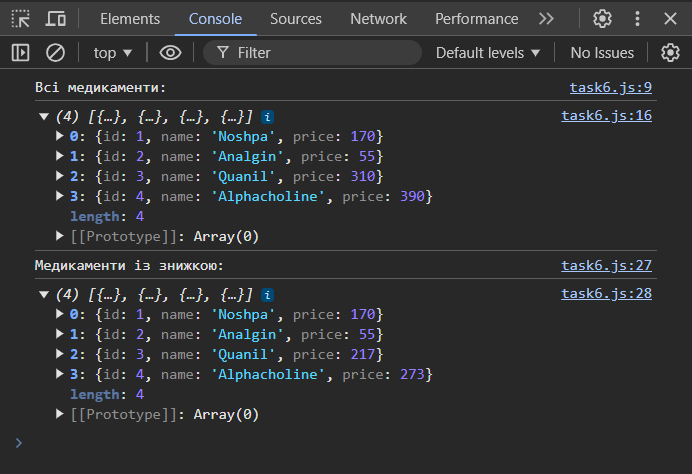 Elements Console Sources Network Performance
top Filter Default levels No Issues
Всі медикаменти: task6.js:9
(4) [{…}, {…}, {…}, {…}] i task6.js:16
0: {id: 1, name: 'Noshpa', price: 170}
1: {id: 2, name: 'Analgin', price: 55}
2: {id: 3, name: 'Quanil', price: 310}
3: {id: 4, name: 'Alphacholine', price: 390}
length: 4
[[Prototype]]: Array(0)
Медикаменти із знижкою: task6.js:27
(4) [{…}, {…}, {…}, {…}] i task6.js:28
0: {id: 1, name: 'Noshpa', price: 170}
1: {id: 2, name: 'Analgin', price: 55}
2: {id: 3, name: 'Quanil', price: 217}
3: {id: 4, name: 'Alphacholine', price: 273}
length: 4
[[Prototype]]: Array(0)